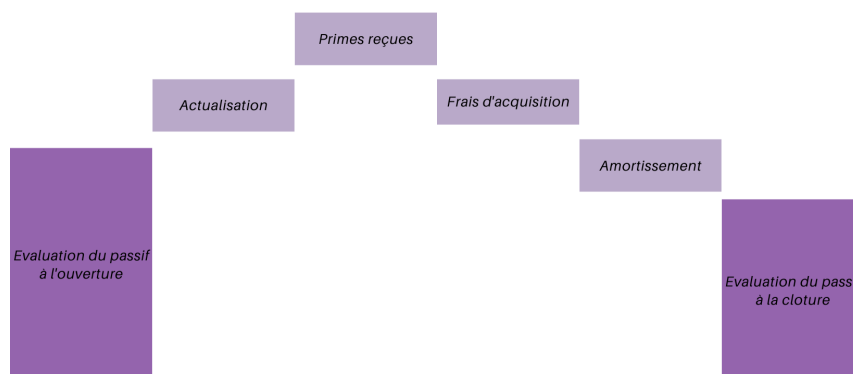 Primes reçues
Actualisation
Frais d'acquisition
Amortissement
Evaluation du passif
à l'ouverture
Evaluation du pass
à la cloture